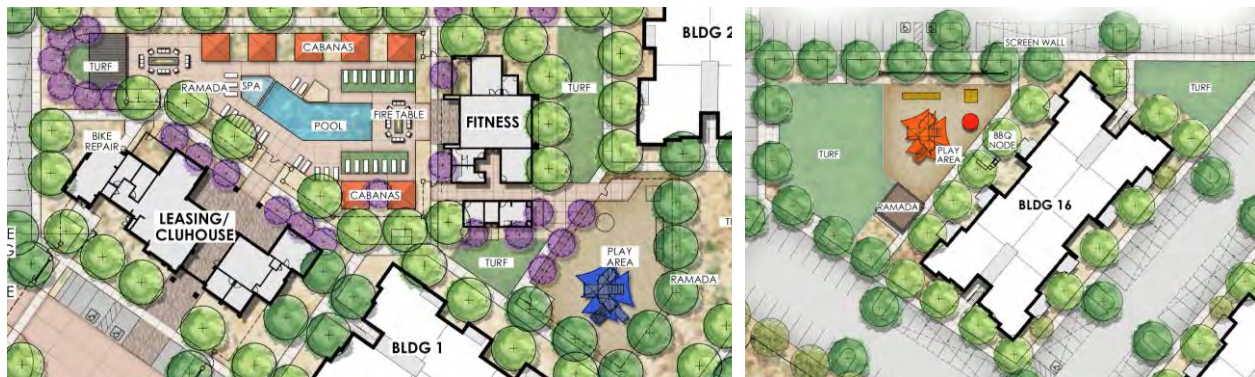 CABANAS
BLDG 2
TURF
RAMADA
SPA
TURF
POOL
FIRE TABLE
FITNESS
BIKE
REPAIR
CABANAS
LEASING/
CLUHOUSE
TURF
PLAY
AREA
RAMADA
BLDG 1
SCREEN WALL
TURF
TURF
PLAY
AREA
BBQ
NODE
RAMADA
BLDG 16